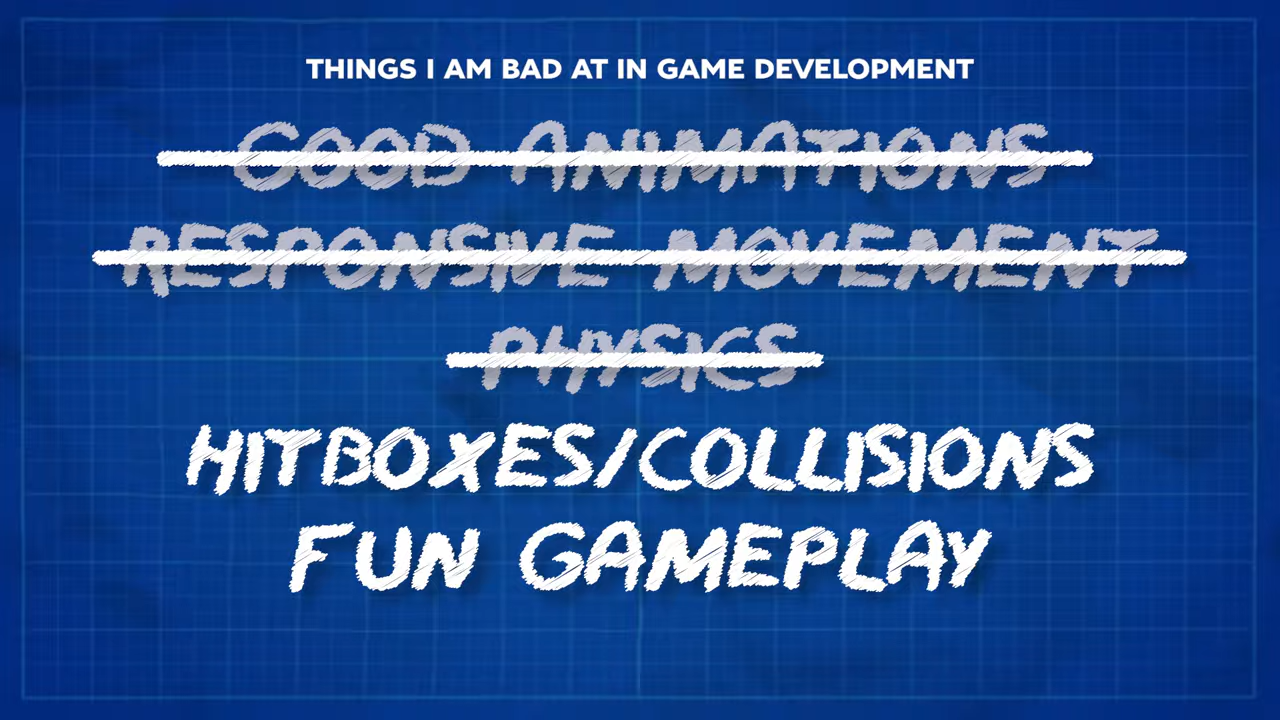 THINGS I AM BAD AT IN GAME DEVELOPMENT
GOOD ANIMATIONS
RESPONSIVE MOVEMENT
PHYSICS
HITBOXES/COLLISIONS
FUN GAMEPLAY